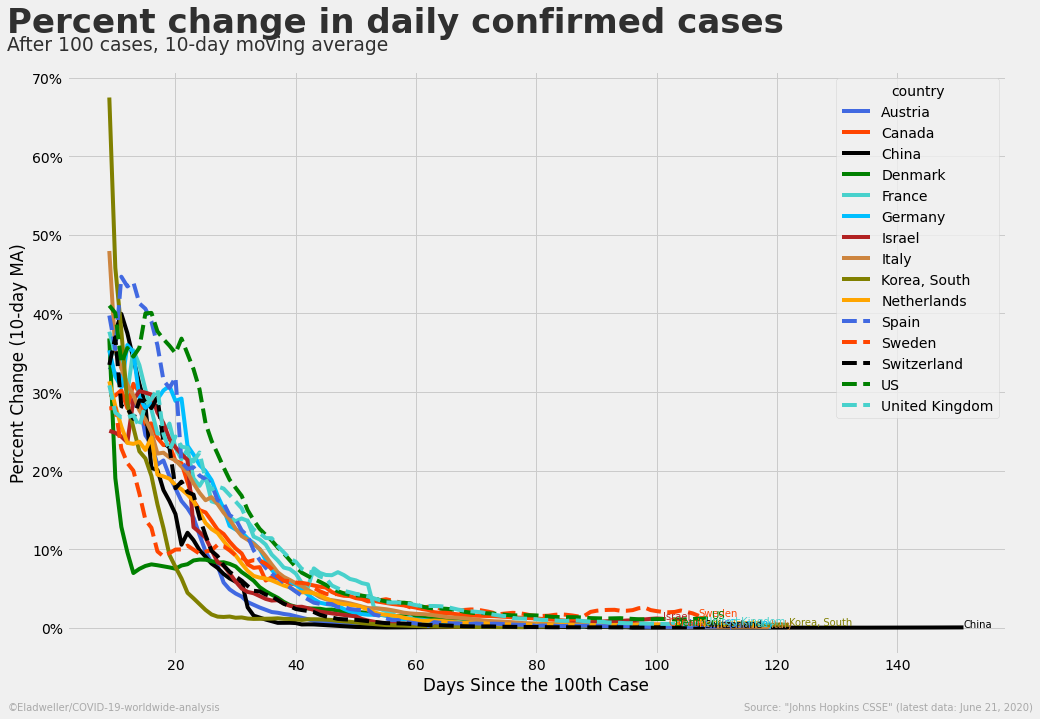 Percent change in daily confirmed cases
After 100 cases, 10-day moving average
70%
60%
50%
40%
30%
20%
10%
0%
Percent Change (10-day MA)
country
Austria
Canada
China
Denmark
France
Germany
Israel
Italy
Korea, South
Netherlands
Spain
Sweden
Switzerland
US
United Kingdom
Sweden
Israel
US
Korea, South
Switzerland
China
20
40
60
80
100
120
140
Days Since the 100th Case
©Eladweller/COVID-19-worldwide-analysis
Source: "Johns Hopkins CSSE" (latest data: June 21, 2020)